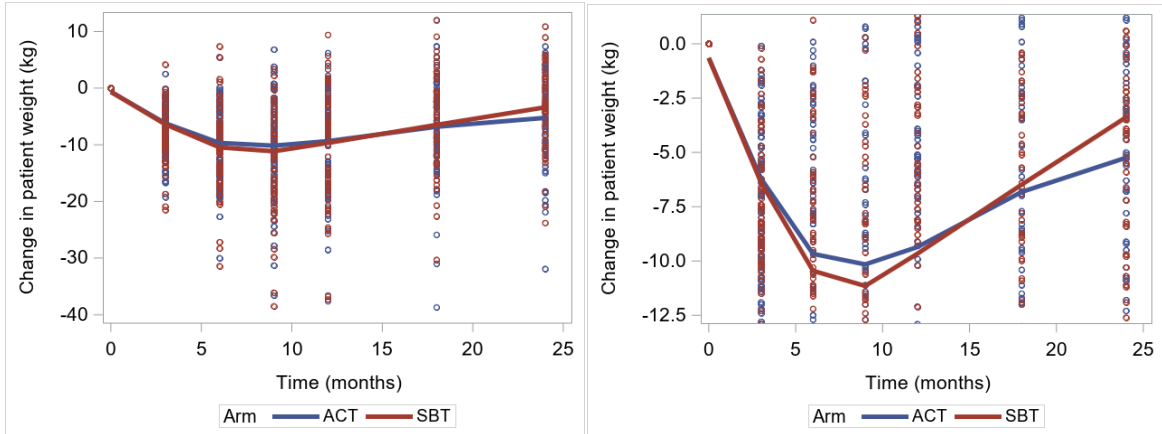 Change in patient weight (kg)
10
0
-10
-20
-30
-40
0 5 10 15 20 25
Time (months)
Arm ACT SBT
Change in patient weight (kg)
0.0
-2.5
-5.0
-7.5
-10.0
-12.5
0 5 10 15 20 25
Time (months)
Arm ACT SBT